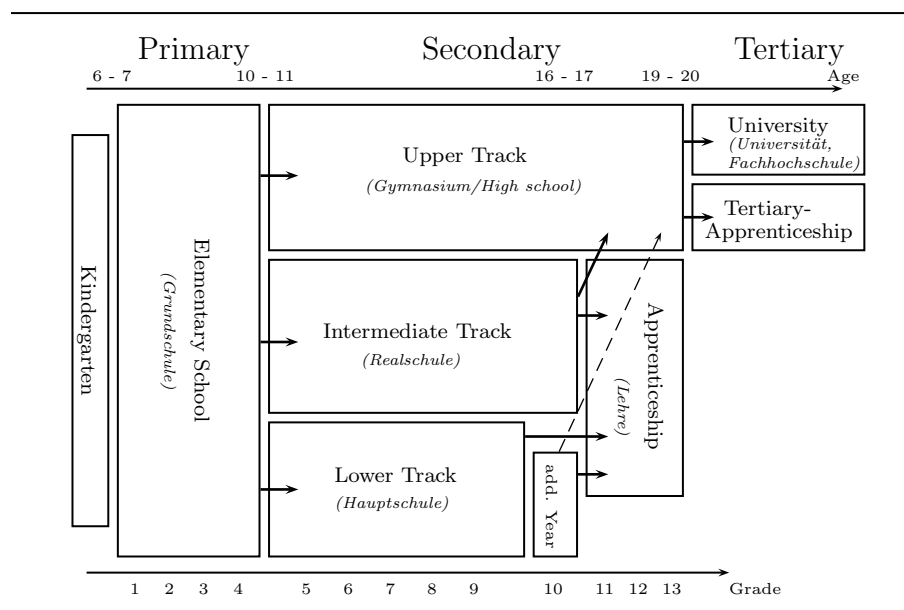 Primary Secondary Tertiary
6 - 7 10 - 11 16 - 17 19 - 20 Age
Kindergarten
Elementary School
(Grundschule)
Upper Track
(Gymnasium/High school)
Intermediate Track
(Realschule)
Lower Track
(Hauptschule)
add. Year
Apprenticeship
(Lehre)
University
(Universität,
Fachhochschule)
Tertiary-
Apprenticeship
1 2 3 4 5 6 7 8 9 10 11 12 13 Grade